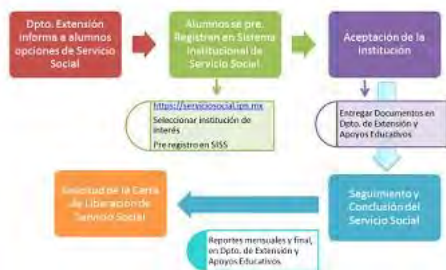 Dpto. Extensión
informa a alumnos
opciones de Servicio
Social
Alumnos se pre.
Registran en Sistema
Institucional de
Servicio Social.
Aceptación de la
Institución
https://serviciosocial.ipn.mx
Seleccionar institución de
interés
Pre registro en SISS
Entregar Documentos en
Dpto. de Extensión y
Apoyos Educativos
Solicitud de la Carta
de Liberación de
Servicio Social
Seguimiento y
Conclusión del
Servicio Social
Reportes mensuales y final,
en Dpto. de Extensión y
Apoyos Educativos